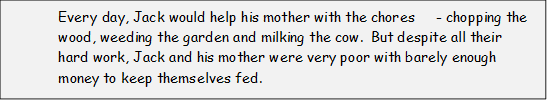 Every day, Jack would help his mother with the chores - chopping the
wood, weeding the garden and milking the cow. But despite all their
hard work, Jack and his mother were very poor with barely enough
money to keep themselves fed.